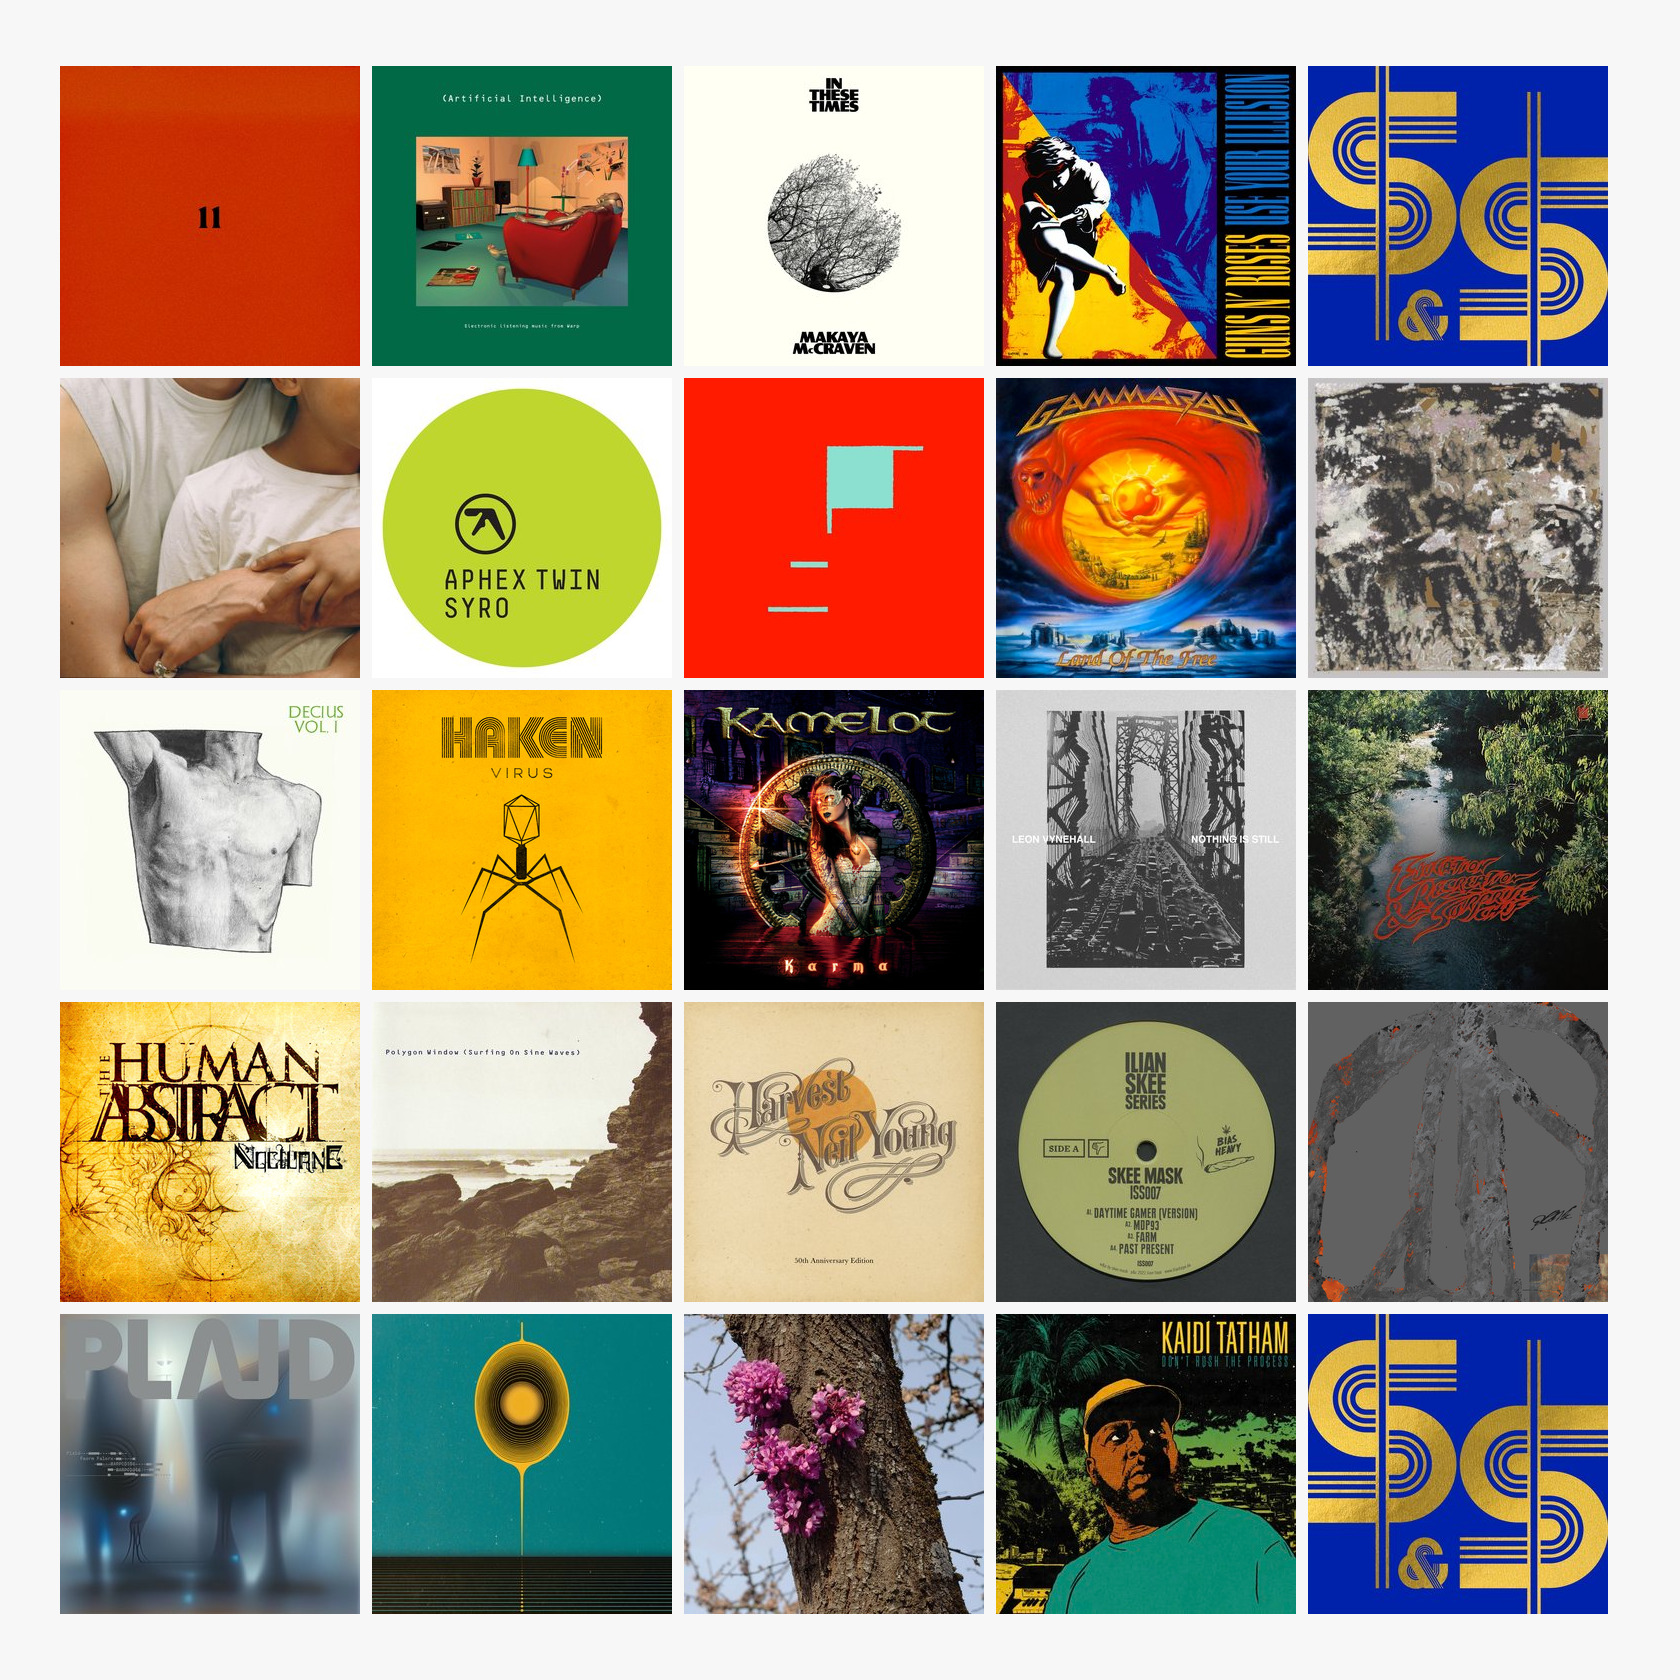 11
(Artificial Intelligence)
Electronic listening music from Warp
IN
THESE
TIMES
MAKAYA
McCRAVEN
GUNS N' ROSES USE YOUR ILLUSION
S
& S
APHEX TWIN
SYRO
GAMMARAY
Land Of The Free
DECIUS
VOL. I
HAKEN
VIRUS
KAMELOT
Karma
LEON VYNEHALL
NOTHING IS STILL
THE
HUMAN
ABSTRACT
NOCTURNE
Polygon Window (Surfing On Sine Waves)
Harvest
Neil Young
50th Anniversary Edition
ILIAN
SKEE
SERIES
SIDE A
BIAS
HEAVY
SKEE MASK
ISS007
A1. DAYTIME GAMER (VERSION)
A2. MDP93
A3. FARM
A4. PAST PRESENT
ISS007
PLAID
KAIDI TATHAM
DON'T RUSH THE PROCESS
S
& S